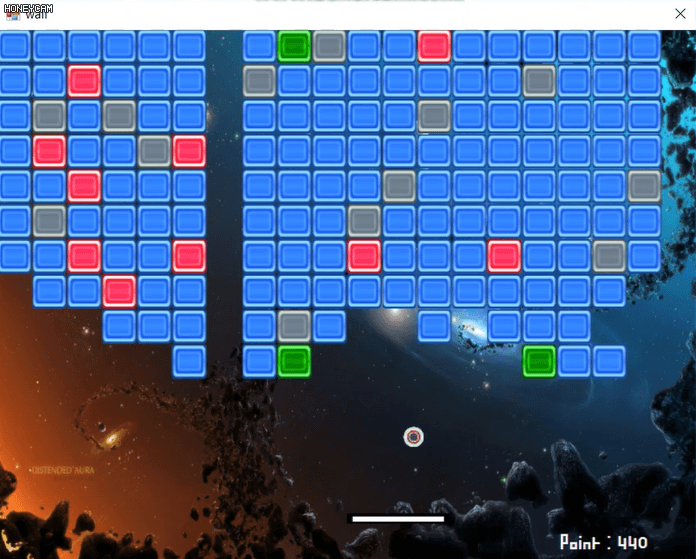 HONEYCAM
wall
DISTENDED AURA
Point : 440